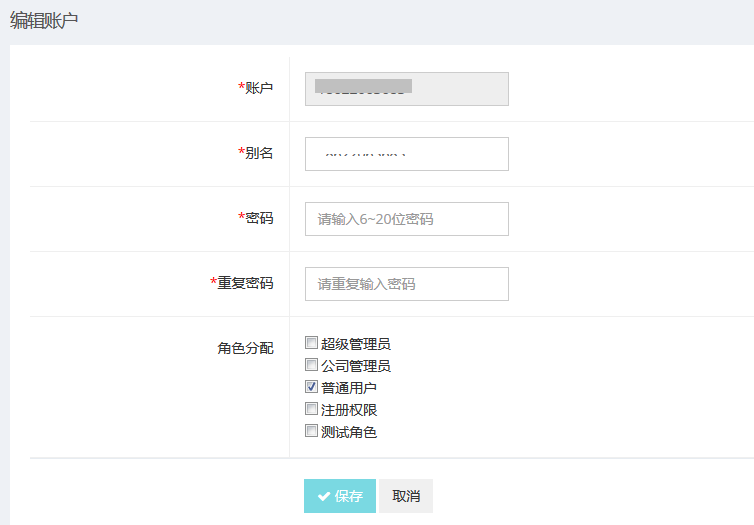 编辑账户
*账户
*别名
*密码 请输入6~20位密码
*重复密码 请重复输入密码
角色分配
超级管理员
公司管理员
普通用户
注册权限
测试角色
保存 取消